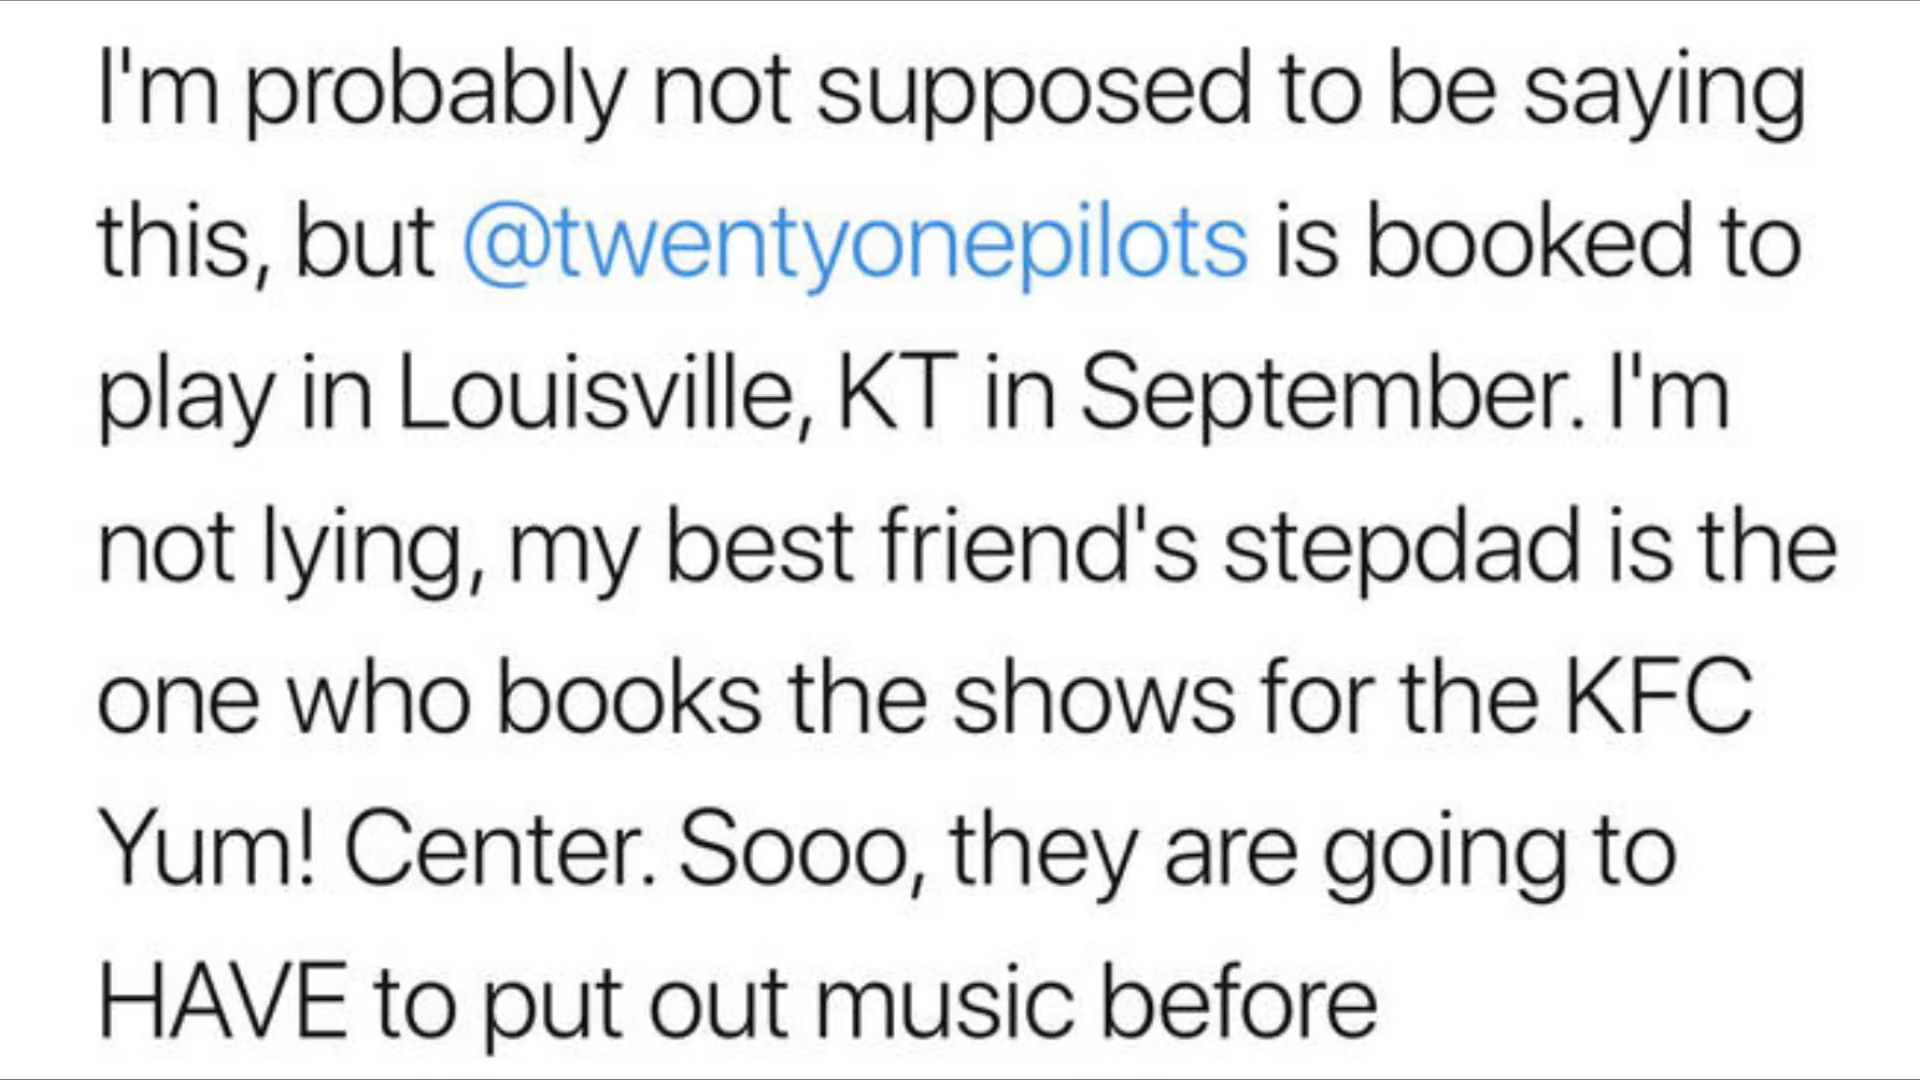 I'm probably not supposed to be saying
this, but @twentyonepilots is booked to
play in Louisville, KT in September. I'm
not lying, my best friend's stepdad is the
one who books the shows for the KFC
Yum! Center. Sooo, they are going to
HAVE to put out music before